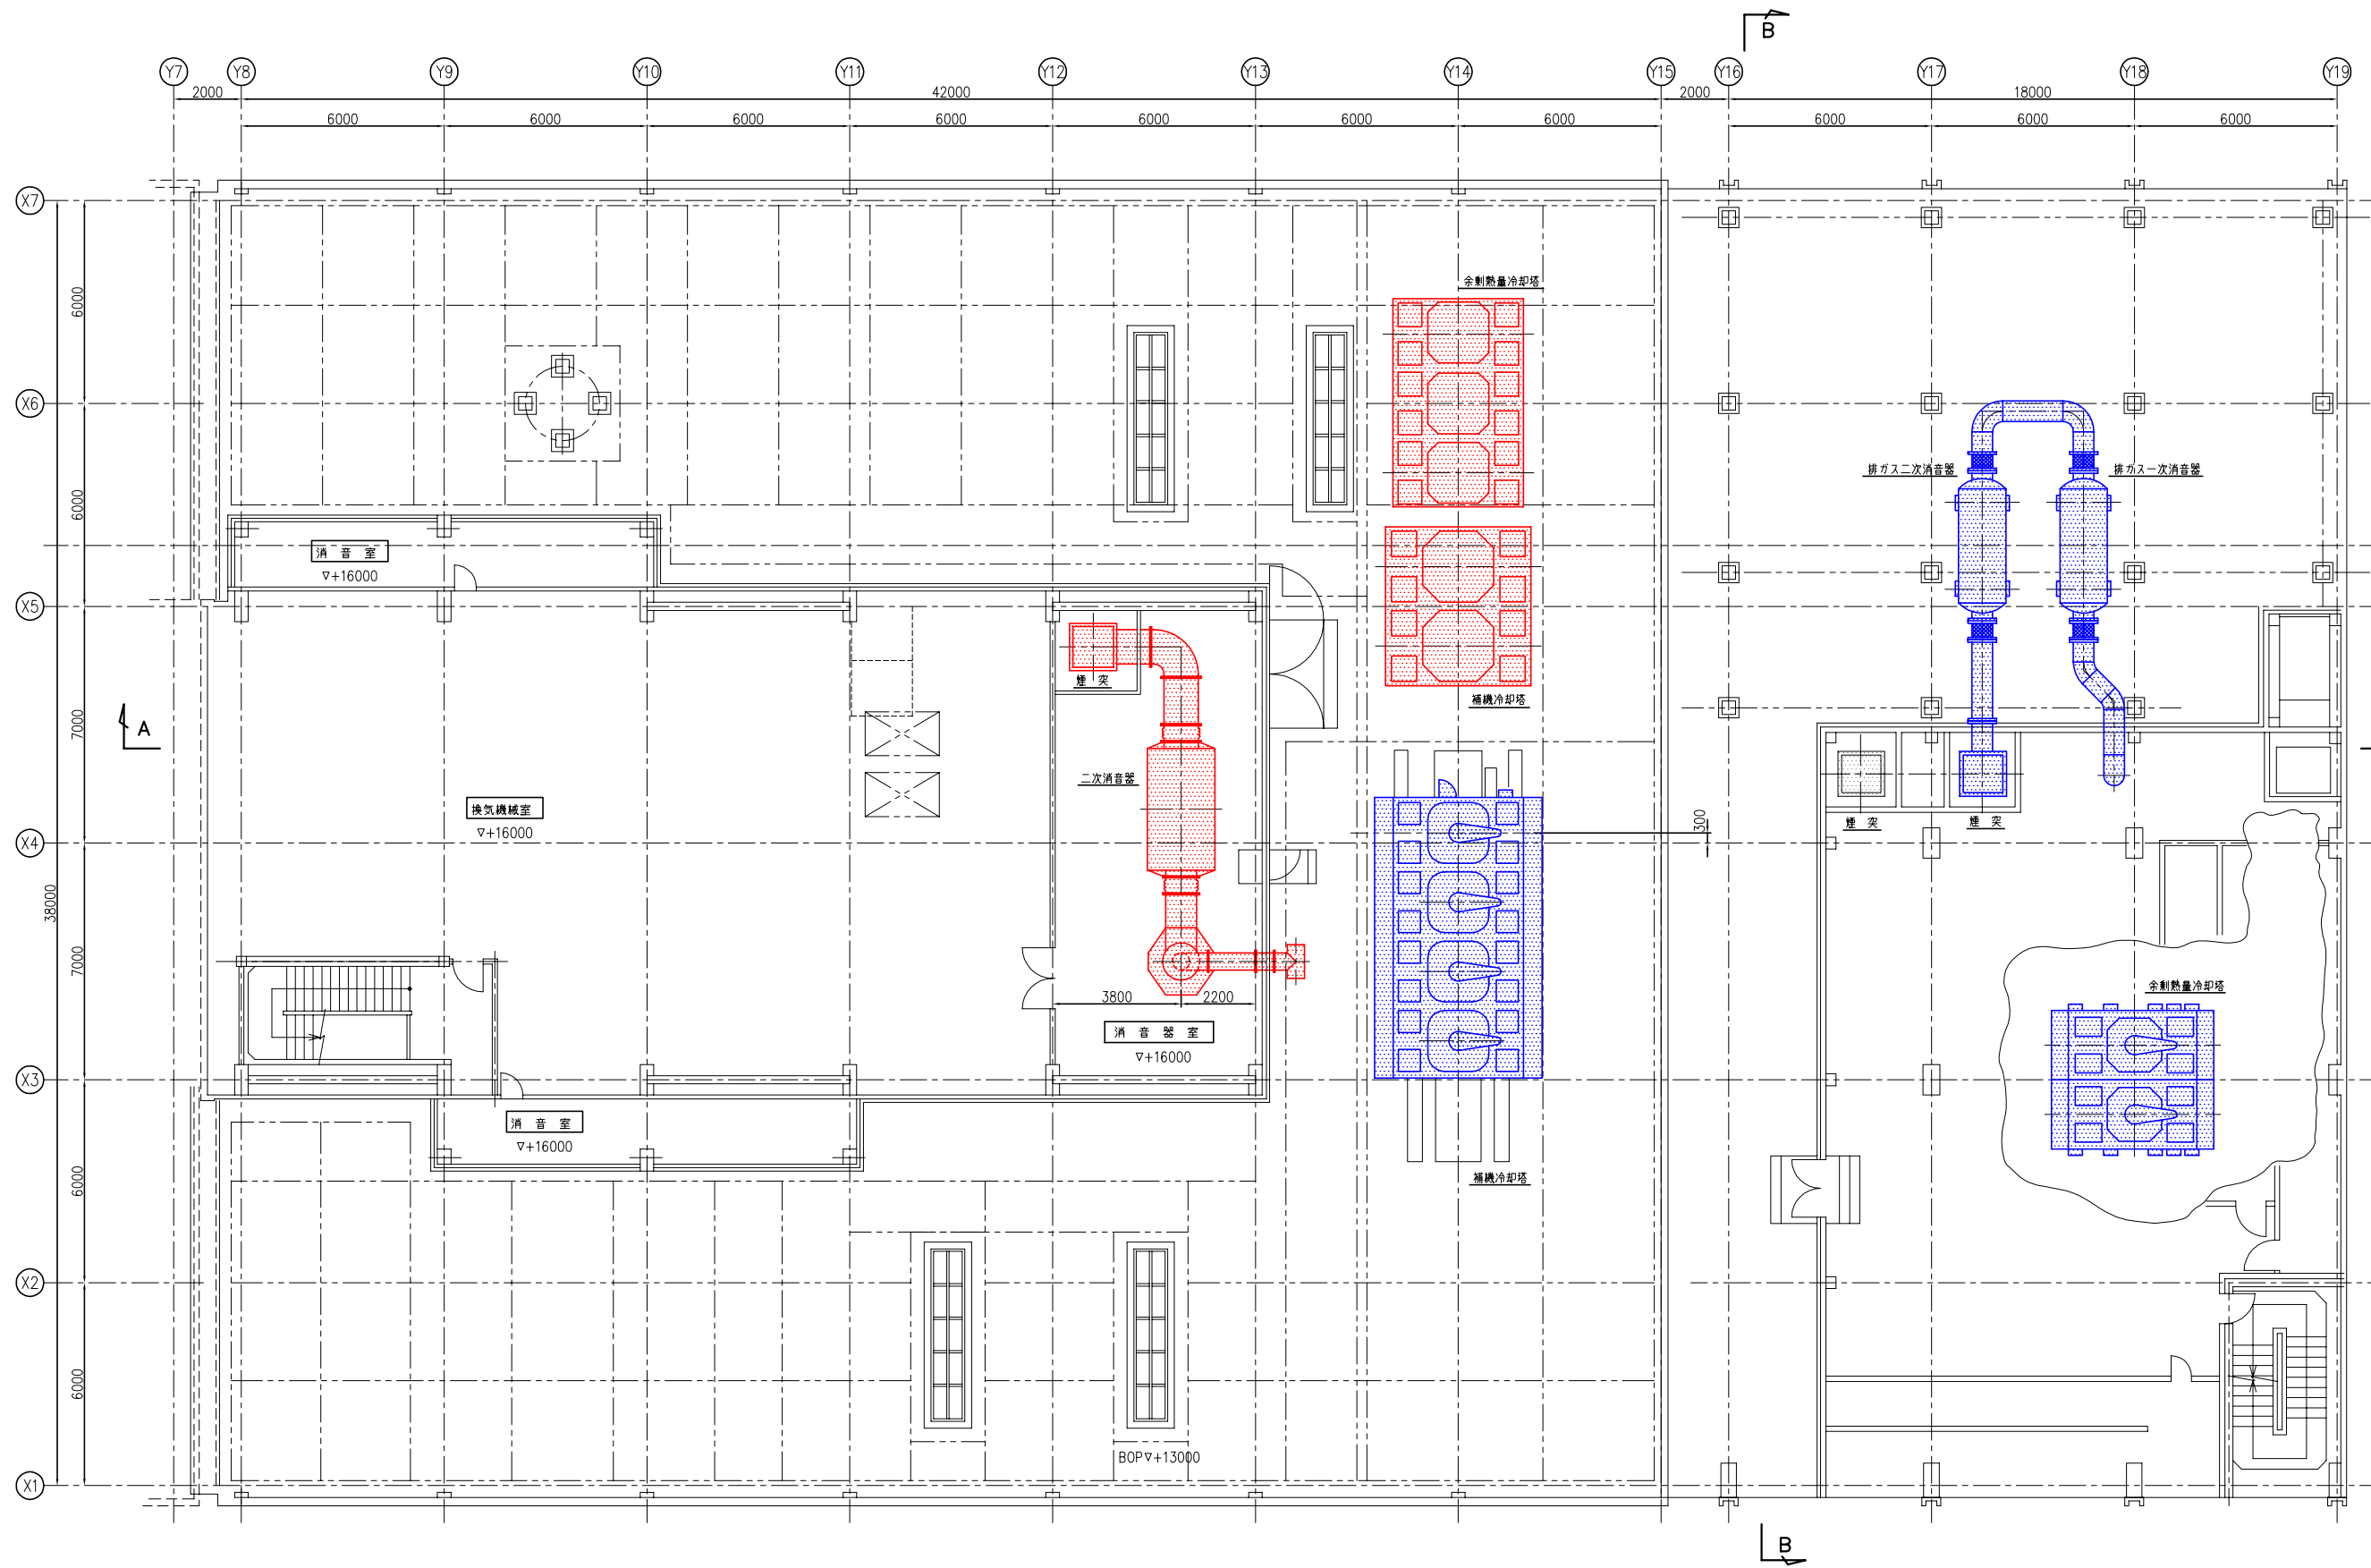 B
Y7 Y8 Y9 Y10 Y11 Y12 Y13 Y14 Y15 Y16 Y17 Y18 Y19
2000 42000 2000 18000
6000 6000 6000 6000 6000 6000 6000 6000 6000 6000
X7
6000
余剰熱量冷却塔
X6
6000
排ガス二次消音器
排ガス一次消音器
消 音 室
▽+16000
X5
煙 突
補機冷却塔
7000
A
二次消音器
換気機械室
▽+16000
煙 突
煙 突
300
X4
38000
7000
余剰熱量冷却塔
3800 2200
消 音 器 室
▽+16000
X3
消 音 室
▽+16000
補機冷却塔
6000
X2
6000
BOP▽+13000
X1
B